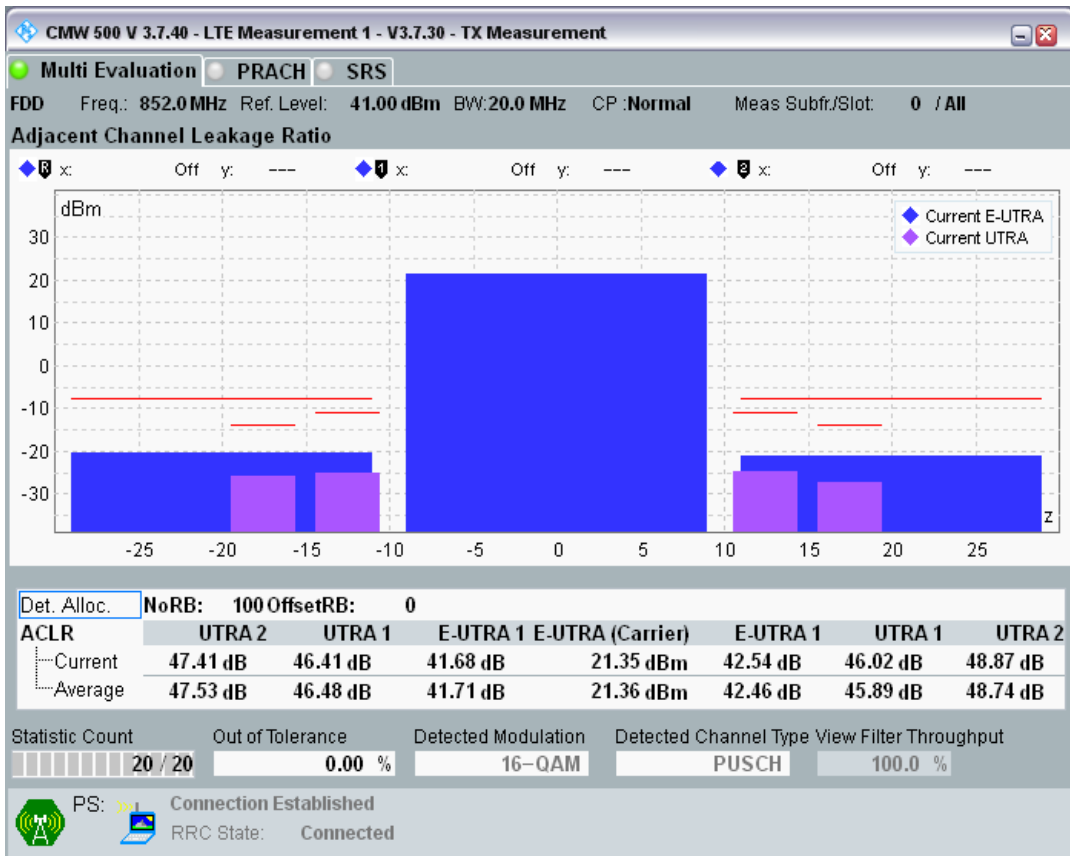 CMW 500 V 3.7.40 - LTE Measurement 1 - V3.7.30 - TX Measurement
Multi Evaluation PRACH SRS
FDD Freq.: 852.0 MHz Ref. Level: 41.00 dBm BW:20.0 MHz CP :Normal Meas Subfr./Slot: 0 / All
Adjacent Channel Leakage Ratio
R x: Off y: --- 1 x: Off y: --- 2 x: Off y: ---
dBm
Current E-UTRA
Current UTRA
30
20
10
0
-10
-20
-30
z
-25 -20 -15 -10 -5 0 5 10 15 20 25
Det. Alloc. NoRB: 100 OffsetRB: 0
ACLR UTRA 2 UTRA 1 E-UTRA 1 E-UTRA (Carrier) E-UTRA 1 UTRA 1 UTRA 2
Current 47.41 dB 46.41 dB 41.68 dB 21.35 dBm 42.54 dB 46.02 dB 48.87 dB
Average 47.53 dB 46.48 dB 41.71 dB 21.36 dBm 42.46 dB 45.89 dB 48.74 dB
Statistic Count Out of Tolerance Detected Modulation Detected Channel Type View Filter Throughput
20 / 20 0.00 % 16-QAM PUSCH 100.0 %
PS: Connection Established
RRC State: Connected